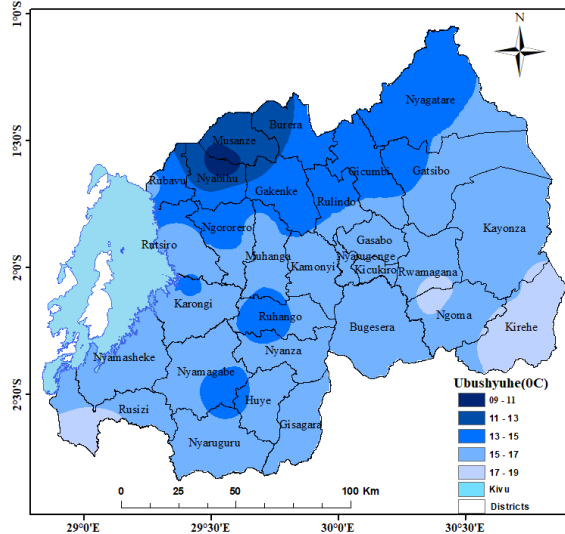 N
1°0'S
1°30'S
2°0'S
2°30'S
Nyagatare
Burera
Musanze
Nyabihu
Rubavu
Gakenke
Rulindo
Gicumbi
Gatsibo
Ngororero
Rutsiro
Muhanga
Kamonyi
Gasabo
Nyarugenge
Kicukiro
Rwamagana
Kayonza
Karongi
Ruhango
Bugesera
Ngoma
Kirehe
Nyamasheke
Nyanza
Nyamagabe
Huye
Rusizi
Gisagara
Nyaruguru
Ubushyuhe(0C)
09 - 11
11 - 13
13 - 15
15 - 17
17 - 19
Kivu
Districts
0 25 50 100 Km
29°0'E 29°30'E 30°0'E 30°30'E